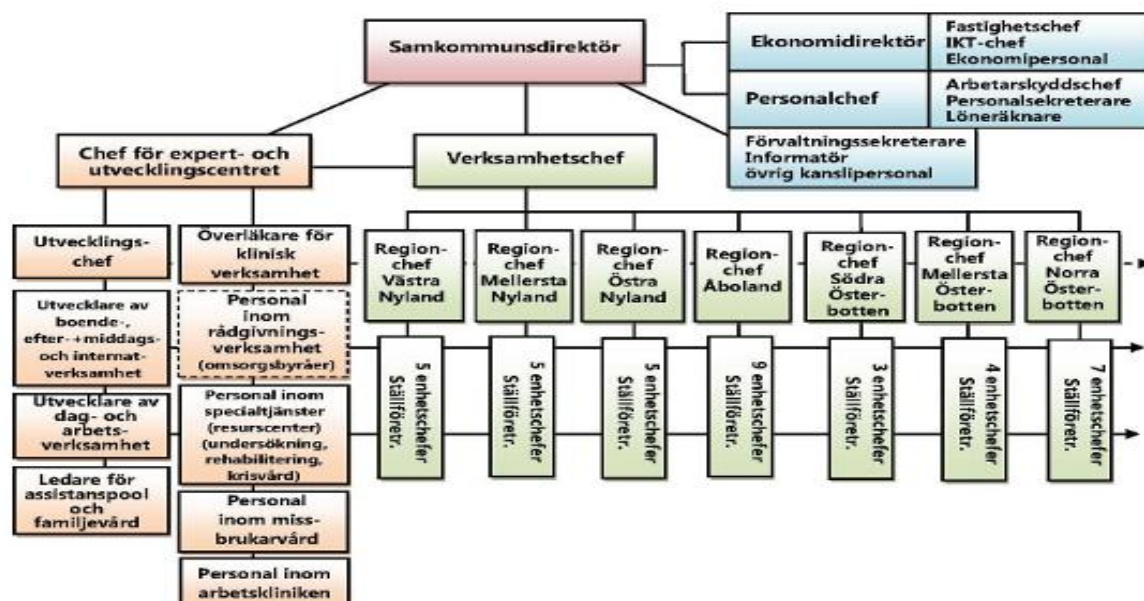 Samkommunsdirektör
Ekonomidirektör
Fastighetschef
IKT-chef
Ekonomipersonal
Personalchef
Arbetarskyddschef
Personalsekreterare
Löneräknare
Förvaltningssekreterare
Informatör
övrig kanslipersonal
Chef för expert- och
utvecklingscentret
Verksamhetschef
Utvecklings-
chef
Utvecklare av
boende-,
efter-+middags-
och internat-
verksamhet
Utvecklare av
dag- och
arbets-
verksamhet
Ledare för
assistanspool
och
familjevård
Överläkare för
klinisk
verksamhet
Personal
inom
rådgivnings-
verksamhet
(omsorgsbyråer)
Personal inom
specialtjänster
(resurscenter)
(undersökning,
rehabilitering,
krisvård)
Personal
inom miss-
brukarvård
Personal inom
arbetskliniken
Region-
chef
Västra
Nyland
5 enhetschefer
Ställföretr.
Region-
chef
Mellersta
Nyland
5 enhetschefer
Ställföretr.
Region-
chef
Östra
Nyland
5 enhetschefer
Ställföretr.
Region-
chef
Åboland
9 enhetschefer
Ställföretr.
Region-
chef
Södra
Öster-
botten
3 enhetschefer
Ställföretr.
Region-
chef
Mellersta
Öster-
botten
4 enhetschefer
Ställföretr.
Region-
chef
Norra
Öster-
botten
7 enhetschefer
Ställföretr.